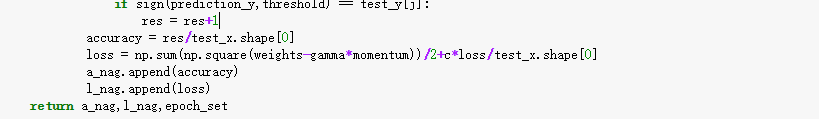 if sign(prediction_y,threshold) == test_y[j]:
res = res+1
accuracy = res/test_x.shape[0]
loss = np.sum(np.square(weights-gamma*momentum))/2+c*loss/test_x.shape[0]
a_nag.append(accuracy)
l_nag.append(loss)
return a_nag,l_nag,epoch_set